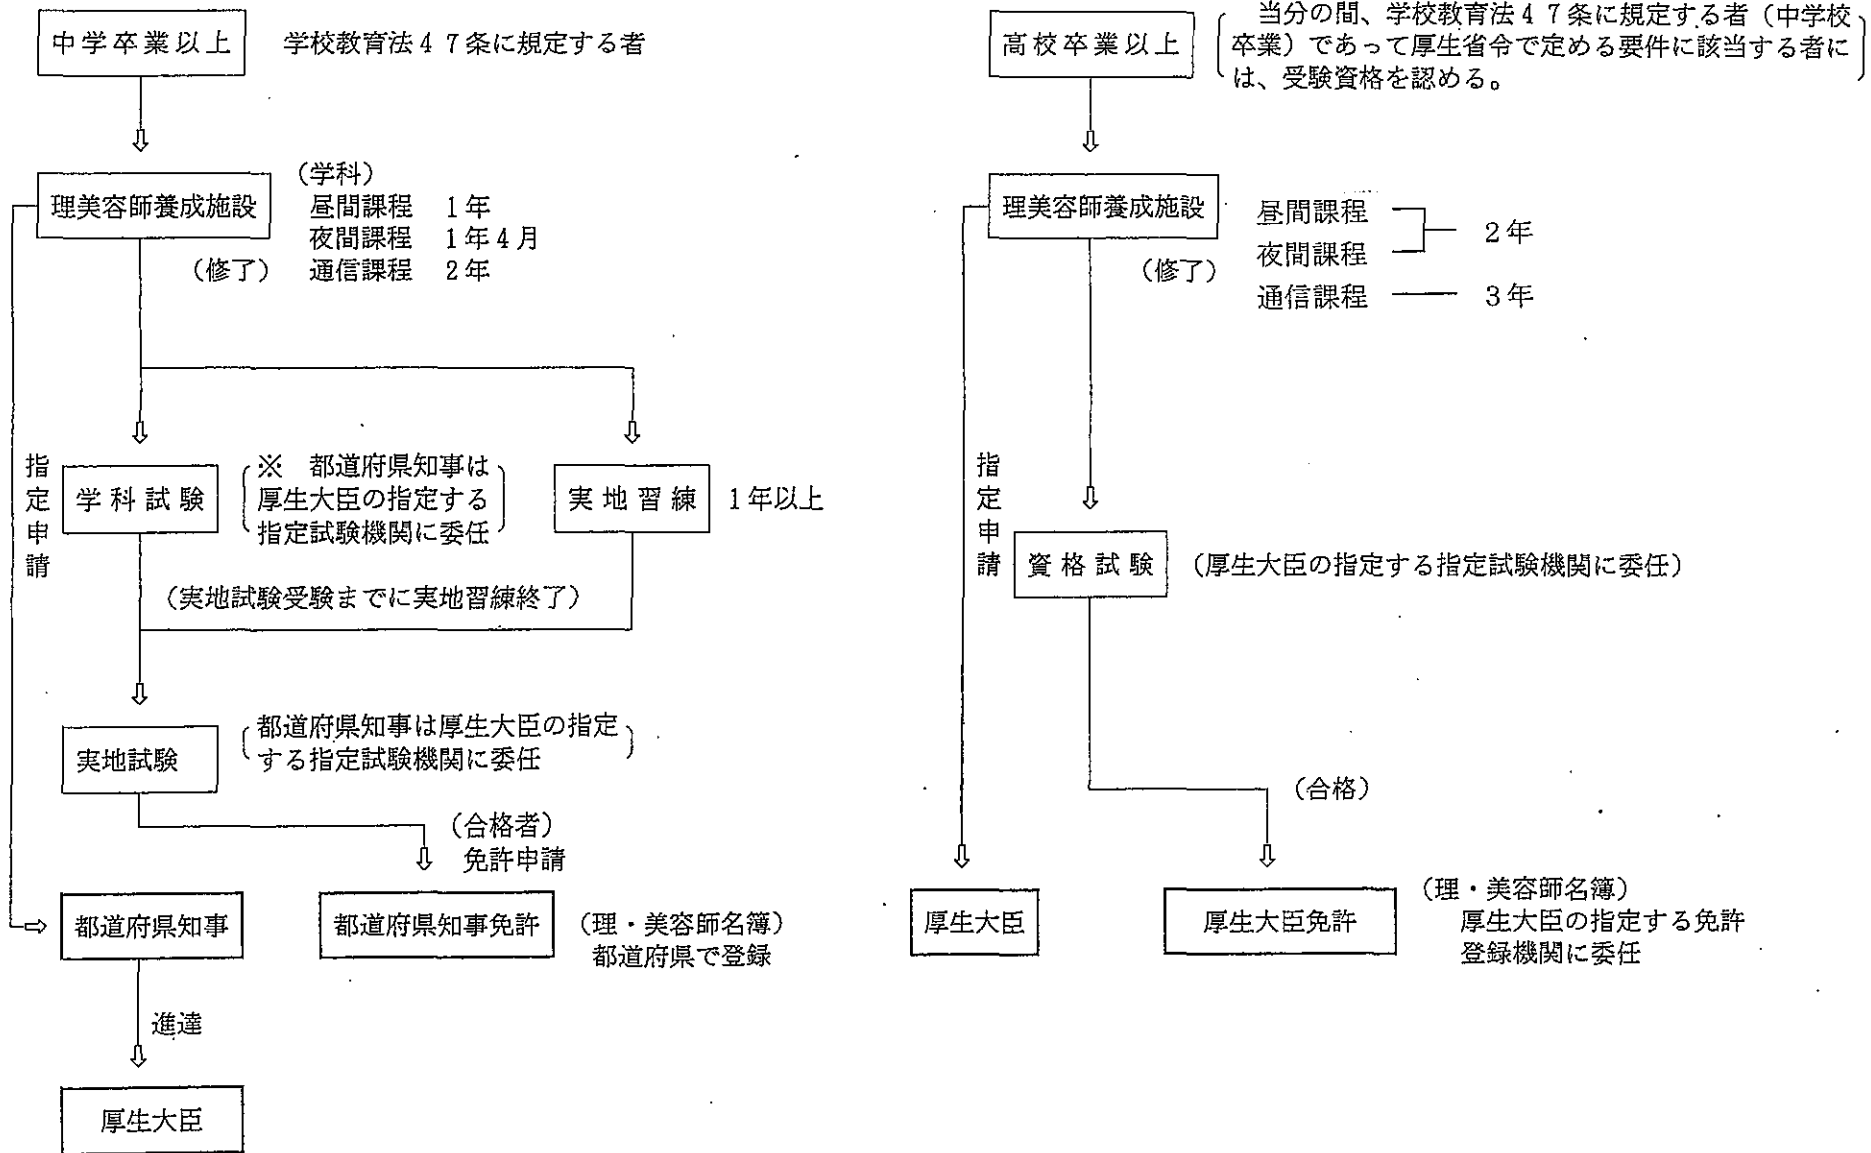 中学卒業以上
学校教育法47条に規定する者
理美容師養成施設
(学科)
昼間課程 1年
夜間課程 1年4月
(修了) 通信課程 2年
指定申請
学科試験
※ 都道府県知事は
厚生大臣の指定する
指定試験機関に委任
実地習練
1年以上
(実地試験受験までに実地習練終了)
実地試験
都道府県知事は厚生大臣の指定
する指定試験機関に委任
(合格者)
免許申請
都道府県知事
都道府県知事免許
(理・美容師名簿)
都道府県で登録
進達
厚生大臣
高校卒業以上
当分の間、学校教育法47条に規定する者(中学校
卒業)であって厚生省令で定める要件に該当する者に
は、受験資格を認める。
理美容師養成施設
(修了)
昼間課程
夜間課程
2年
通信課程 3年
指定申請
資格試験
(厚生大臣の指定する指定試験機関に委任)
(合格)
厚生大臣
厚生大臣免許
(理・美容師名簿)
厚生大臣の指定する免許
登録機関に委任